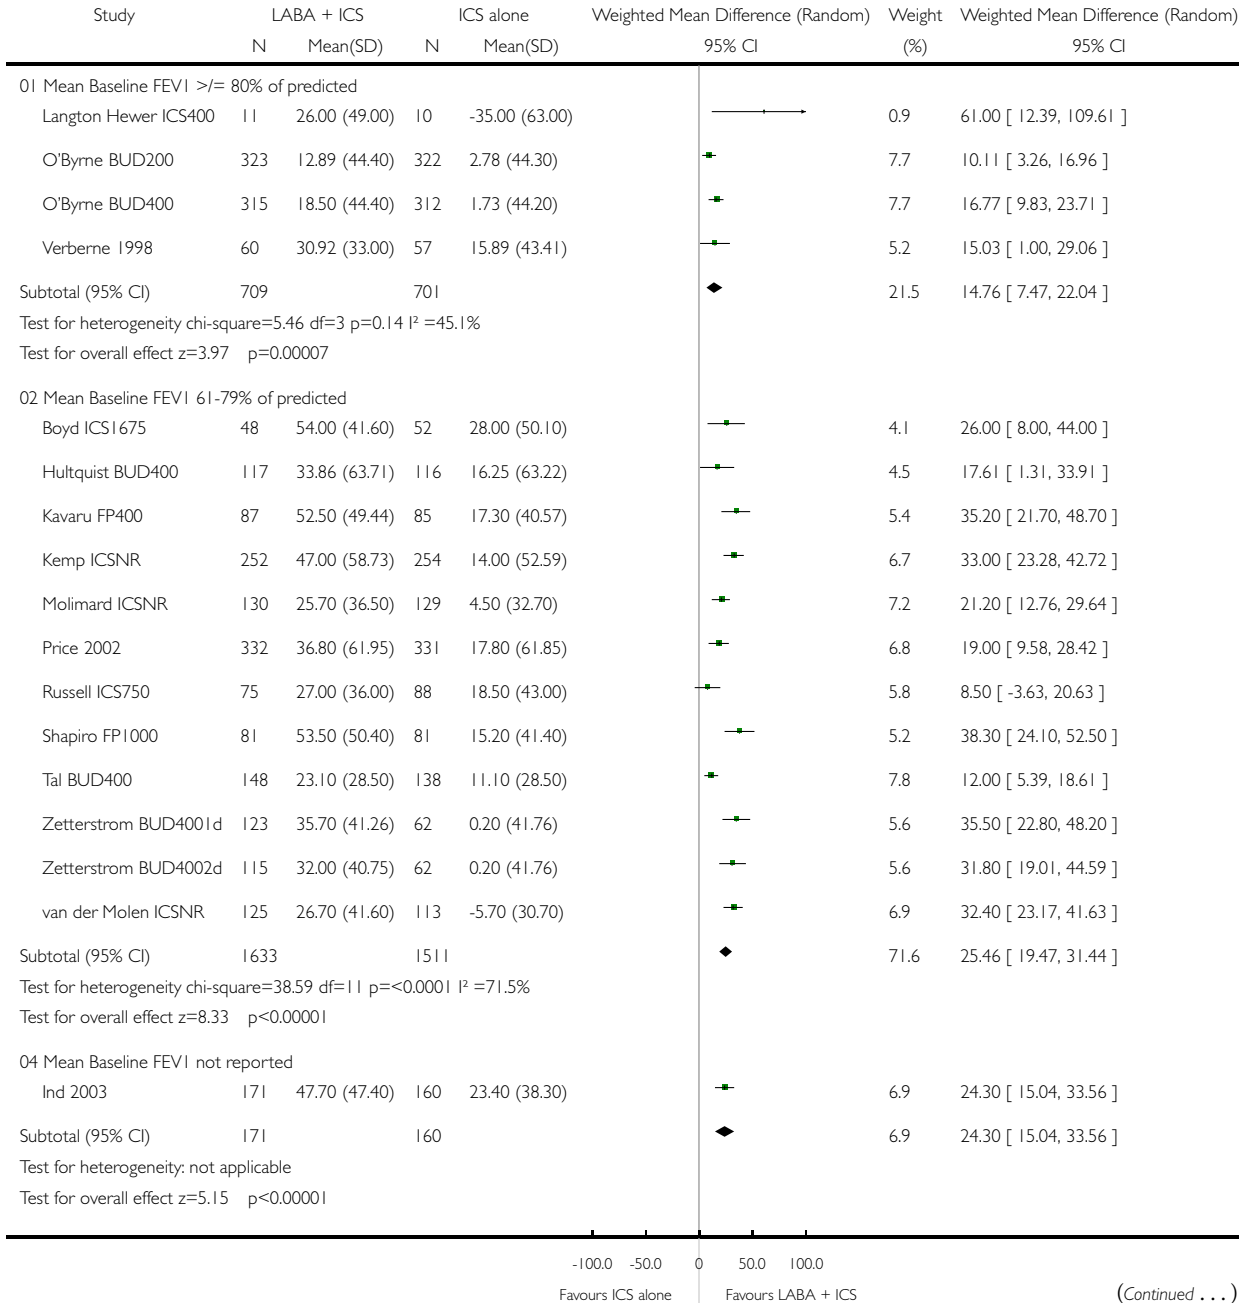 Study LABA + ICS ICS alone Weighted Mean Difference (Random) Weight Weighted Mean Difference (Random)
N Mean(SD) N Mean(SD) 95% CI (%) 95% CI
01 Mean Baseline FEV1 >/= 80% of predicted
Langton Hewer ICS400 11 26.00 (49.00) 10 -35.00 (63.00) 0.9 61.00 [ 12.39, 109.61 ]
O'Byrne BUD200 323 12.89 (44.40) 322 2.78 (44.30) 7.7 10.11 [ 3.26, 16.96 ]
O'Byrne BUD400 315 18.50 (44.40) 312 1.73 (44.20) 7.7 16.77 [ 9.83, 23.71 ]
Verberne 1998 60 30.92 (33.00) 57 15.89 (43.41) 5.2 15.03 [ 1.00, 29.06 ]
Subtotal (95% CI) 709 701 21.5 14.76 [ 7.47, 22.04 ]
Test for heterogeneity chi-square=5.46 df=3 p=0.14 I² =45.1%
Test for overall effect z=3.97 p=0.00007
02 Mean Baseline FEV1 61-79% of predicted
Boyd ICS1675 48 54.00 (41.60) 52 28.00 (50.10) 4.1 26.00 [ 8.00, 44.00 ]
Hultquist BUD400 117 33.86 (63.71) 116 16.25 (63.22) 4.5 17.61 [ 1.31, 33.91 ]
Kavaru FP400 87 52.50 (49.44) 85 17.30 (40.57) 5.4 35.20 [ 21.70, 48.70 ]
Kemp ICSNR 252 47.00 (58.73) 254 14.00 (52.59) 6.7 33.00 [ 23.28, 42.72 ]
Molimard ICSNR 130 25.70 (36.50) 129 4.50 (32.70) 7.2 21.20 [ 12.76, 29.64 ]
Price 2002 332 36.80 (61.95) 331 17.80 (61.85) 6.8 19.00 [ 9.58, 28.42 ]
Russell ICS750 75 27.00 (36.00) 88 18.50 (43.00) 5.8 8.50 [ -3.63, 20.63 ]
Shapiro FP1000 81 53.50 (50.40) 81 15.20 (41.40) 5.2 38.30 [ 24.10, 52.50 ]
Tal BUD400 148 23.10 (28.50) 138 11.10 (28.50) 7.8 12.00 [ 5.39, 18.61 ]
Zetterstrom BUD4001d 123 35.70 (41.26) 62 0.20 (41.76) 5.6 35.50 [ 22.80, 48.20 ]
Zetterstrom BUD4002d 115 32.00 (40.75) 62 0.20 (41.76) 5.6 31.80 [ 19.01, 44.59 ]
van der Molen ICSNR 125 26.70 (41.60) 113 -5.70 (30.70) 6.9 32.40 [ 23.17, 41.63 ]
Subtotal (95% CI) 1633 1511 71.6 25.46 [ 19.47, 31.44 ]
Test for heterogeneity chi-square=38.59 df=11 p=<0.0001 I² =71.5%
Test for overall effect z=8.33 p<0.00001
04 Mean Baseline FEV1 not reported
Ind 2003 171 47.70 (47.40) 160 23.40 (38.30) 6.9 24.30 [ 15.04, 33.56 ]
Subtotal (95% CI) 171 160 6.9 24.30 [ 15.04, 33.56 ]
Test for heterogeneity: not applicable
Test for overall effect z=5.15 p<0.00001
-100.0 -50.0 0 50.0 100.0
Favours ICS alone Favours LABA + ICS (Continued . . . )